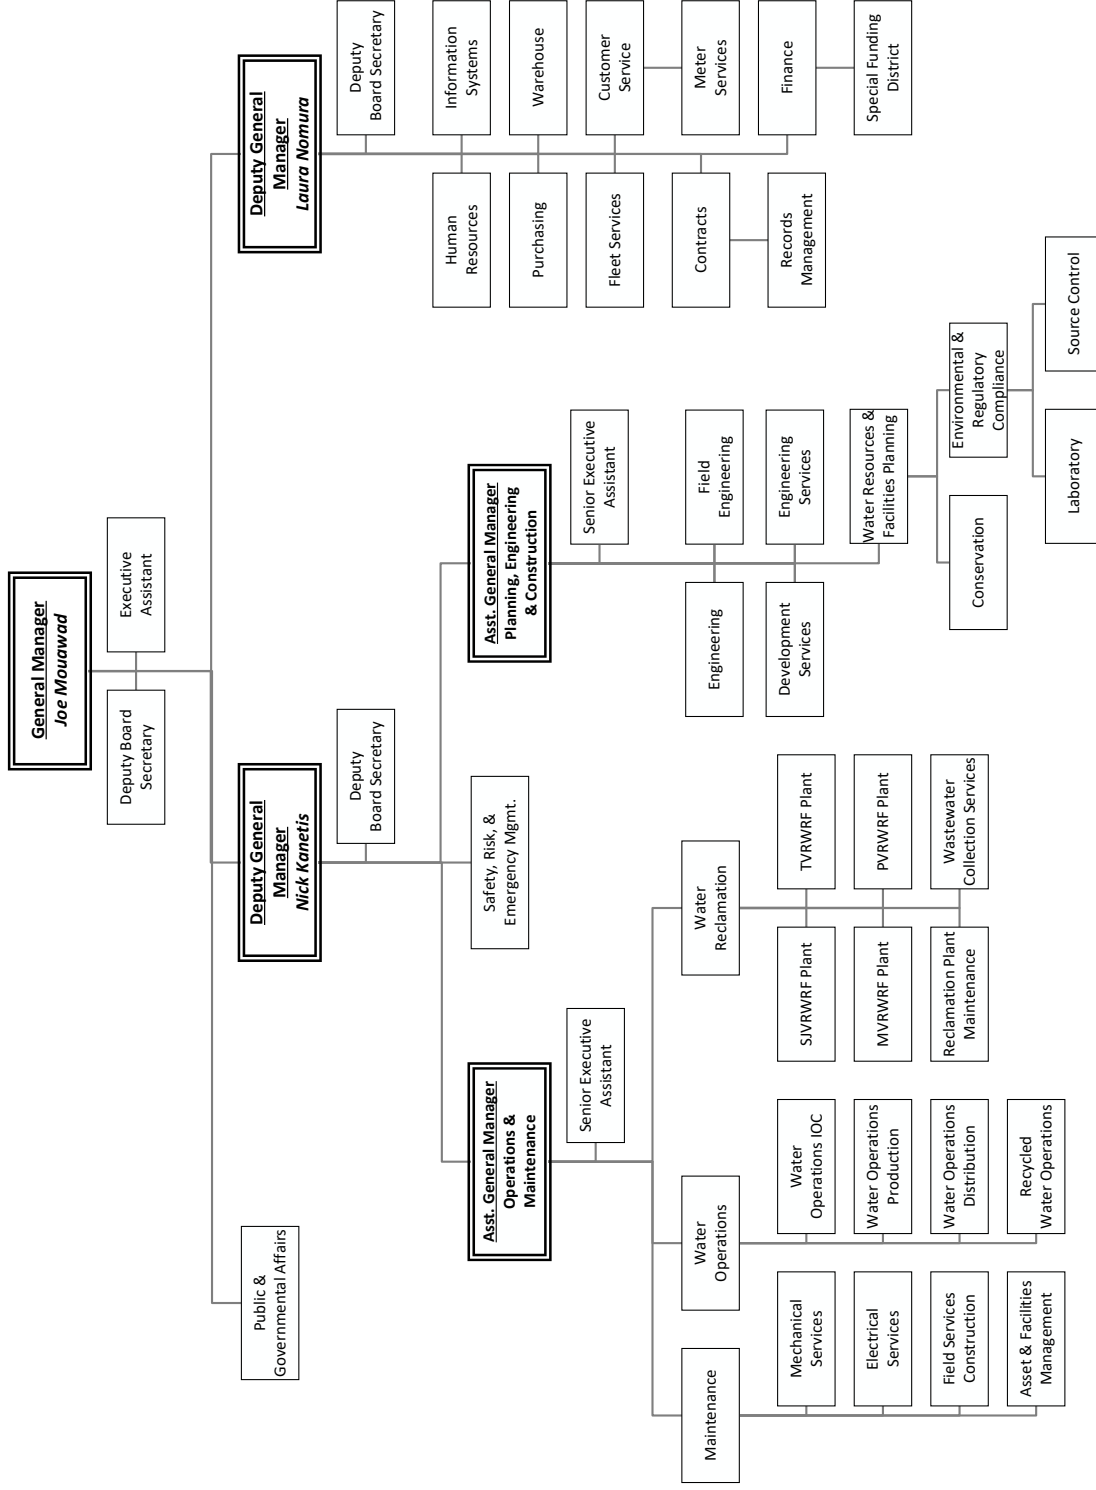 General Manager
Joe Mouawad
Deputy Board
Secretary
Executive
Assistant
Public &
Governmental Affairs
Deputy General
Manager
Nick Kanetis
Deputy General
Manager
Laura Nomura
Deputy
Board Secretary
Safety, Risk, &
Emergency Mgmt.
Asst. General Manager
Operations &
Maintenance
Senior Executive
Assistant
Maintenance
Mechanical
Services
Electrical
Services
Field Services
Construction
Asset & Facilities
Management
Water
Operations
Water
Operations IOC
Water Operations
Production
Water Operations
Distribution
Recycled
Water Operations
Water
Reclamation
SJVRWRF Plant
TVRWRF Plant
MVRWRF Plant
PVRWRF Plant
Reclamation Plant
Maintenance
Wastewater
Collection Services
Asst. General Manager
Planning, Engineering
& Construction
Senior Executive
Assistant
Engineering
Field
Engineering
Development
Services
Engineering
Services
Water Resources &
Facilities Planning
Conservation
Environmental &
Regulatory
Compliance
Laboratory
Source Control
Deputy
Board Secretary
Human
Resources
Information
Systems
Purchasing
Warehouse
Fleet Services
Customer
Service
Meter
Services
Contracts
Records
Management
Finance
Special Funding
District